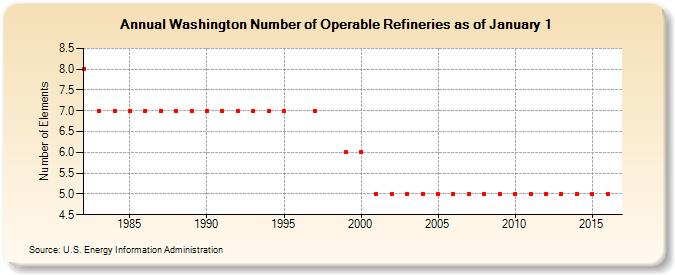 Annual Washington Number of Operable Refineries as of January 1
Number of Elements
8.5
8.0
7.5
7.0
6.5
6.0
5.5
5.0
4.5
1985 1990 1995 2000 2005 2010 2015
Source: U.S. Energy Information Administration